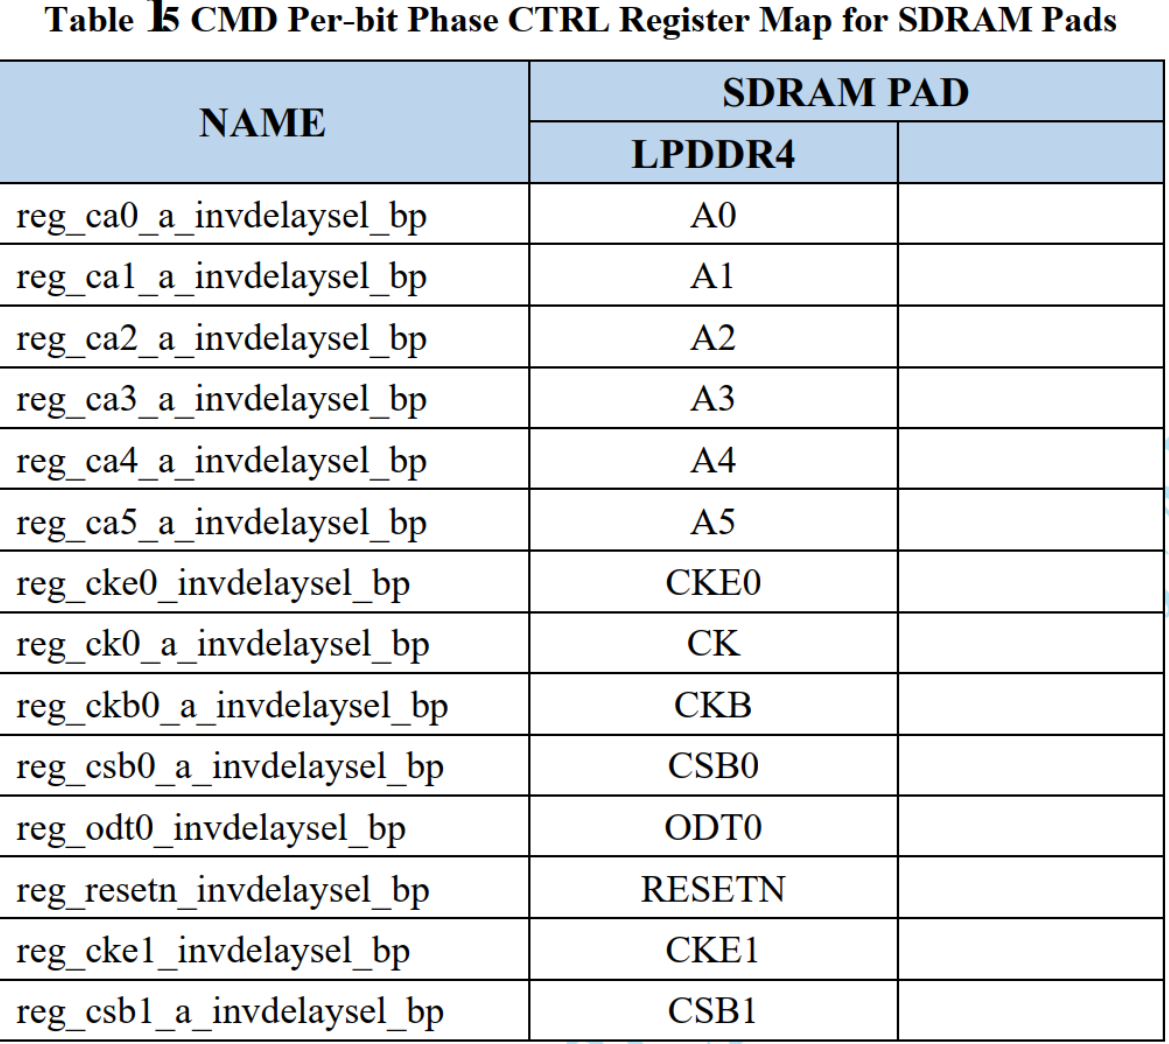 Table 15 CMD Per-bit Phase CTRL Register Map for SDRAM Pads
NAME
SDRAM PAD
LPDDR4
reg_ca0_a_invdelaysel_bp A0
reg_ca1_a_invdelaysel_bp A1
reg_ca2_a_invdelaysel_bp A2
reg_ca3_a_invdelaysel_bp A3
reg_ca4_a_invdelaysel_bp A4
reg_ca5_a_invdelaysel_bp A5
reg_cke0_invdelaysel_bp CKE0
reg_ck0_a_invdelaysel_bp CK
reg_ckb0_a_invdelaysel_bp CKB
reg_csb0_a_invdelaysel_bp CSB0
reg_odt0_invdelaysel_bp ODT0
reg_resetn_invdelaysel_bp RESETN
reg_cke1_invdelaysel_bp CKE1
reg_csb1_a_invdelaysel_bp CSB1